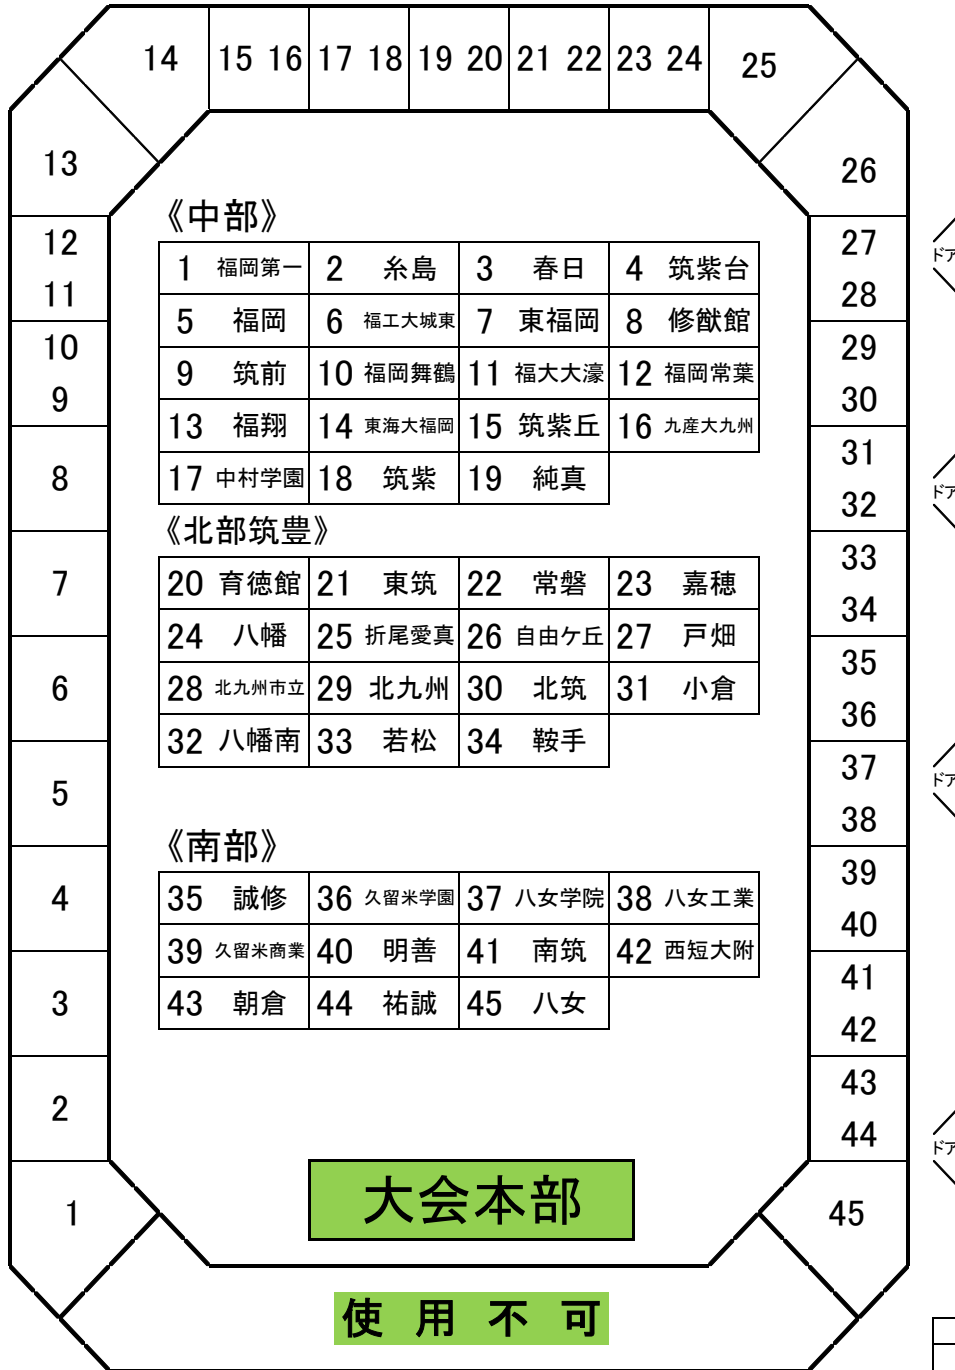 14 15 16 17 18 19 20 21 22 23 24 25
13 26
12 27
11 28
10 29
9 30
8 31
32
7 33
34
6 35
36
5 37
38
4 39
40
3 41
42
2 43
44
1 45
《中部》
1 福岡第一 2 糸島 3 春日 4 筑紫台
5 福岡 6 福工大城東 7 東福岡 8 修猷館
9 筑前 10 福岡舞鶴 11 福大大濠 12 福岡常葉
13 福翔 14 東海大福岡 15 筑紫丘 16 九産大九州
17 中村学園 18 筑紫 19 純真
《北部筑豊》
20 育徳館 21 東筑 22 常磐 23 嘉穂
24 八幡 25 折尾愛真 26 自由ケ丘 27 戸畑
28 北九州市立 29 北九州 30 北筑 31 小倉
32 八幡南 33 若松 34 鞍手
《南部》
35 誠修 36 久留米学園 37 八女学院 38 八女工業
39 久留米商業 40 明善 41 南筑 42 西短大附
43 朝倉 44 祐誠 45 八女
大会本部
使用不可
ドア
ドア
ドア
ドア